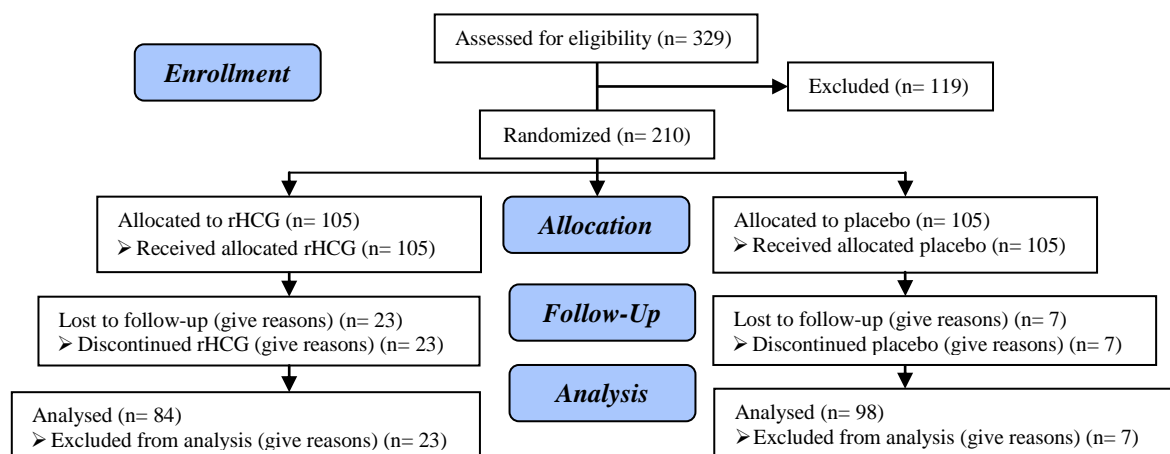 Assessed for eligibility (n= 329)
Enrollment
Excluded (n= 119)
Randomized (n= 210)
Allocated to rHCG (n= 105)
➢ Received allocated rHCG (n= 105)
Allocation
Allocated to placebo (n= 105)
➢ Received allocated placebo (n= 105)
Lost to follow-up (give reasons) (n= 23)
➢ Discontinued rHCG (give reasons) (n= 23)
Follow-Up
Lost to follow-up (give reasons) (n= 7)
➢ Discontinued placebo (give reasons) (n= 7)
Analysed (n= 84)
➢ Excluded from analysis (give reasons) (n= 23)
Analysis
Analysed (n= 98)
➢ Excluded from analysis (give reasons) (n= 7)